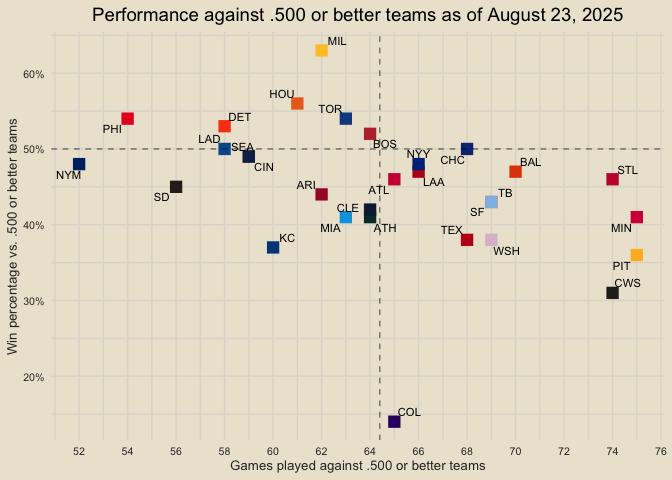 Performance against .500 or better teams as of August 23, 2025
MIL
60%
HOU
TOR
DET
PHI
LAD
BOS
50%
SEA
NYY
CHC
CIN
BAL
STL
NYM
ARI
ATL
LAA
TB
SD
CLE
SF
40%
MIA
ATH
TEX
MIN
KC
WSH
PIT
CWS
30%
20%
COL
52 54 56 58 60 62 64 66 68 70 72 74 76
Games played against .500 or better teams
Win percentage vs. .500 or better teams